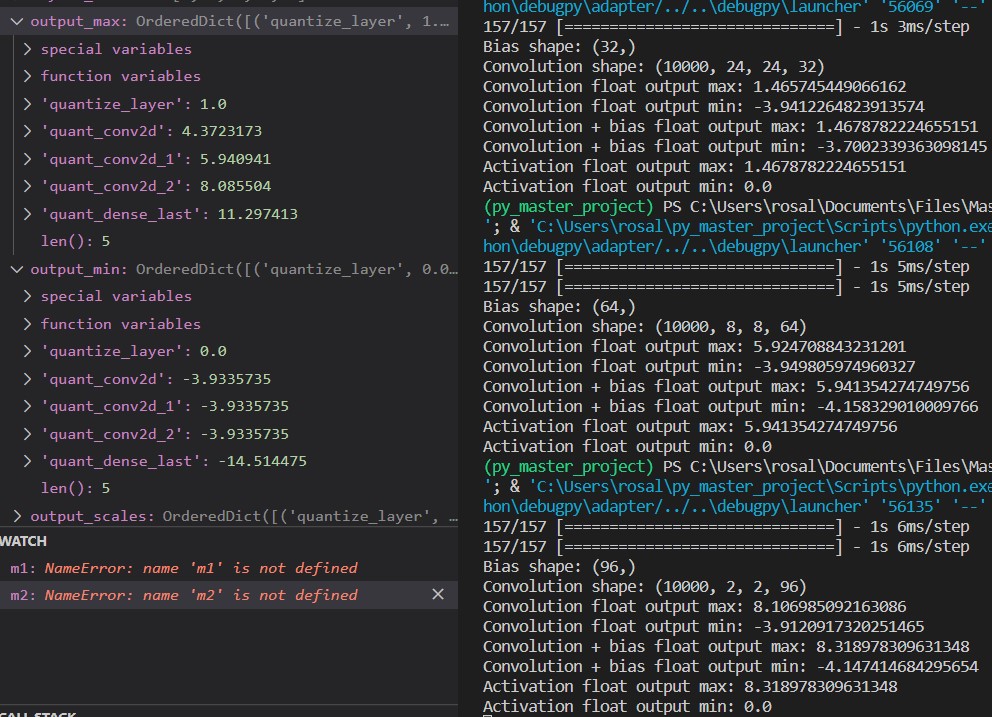 output_max: OrderedDict([('quantize_layer', 1....
special variables
function variables
'quantize_layer': 1.0
'quant_conv2d': 4.3723173
'quant_conv2d_1': 5.940941
'quant_conv2d_2': 8.085504
'quant_dense_last': 11.297413
len(): 5
output_min: OrderedDict([('quantize_layer', 0.0…
special variables
function variables
'quantize_layer': 0.0
'quant_conv2d': -3.9335735
'quant_conv2d_1': -3.9335735
'quant_conv2d_2': -3.9335735
'quant_dense_last': -14.514475
len(): 5
output_scales: OrderedDict([('quantize_layer', …
WATCH
m1: NameError: name 'm1' is not defined
m2: NameError: name 'm2' is not defined
CALL STACK
hon\debugpy\adapter/../..\debugpy\launcher' '56069' '--'
157/157 [==============================] - 1s 3ms/step
Bias shape: (32,)
Convolution shape: (10000, 24, 24, 32)
Convolution float output max: 1.465745449066162
Convolution float output min: -3.9412264823913574
Convolution + bias float output max: 1.4678782224655151
Convolution + bias float output min: -3.7002339363098145
Activation float output max: 1.4678782224655151
Activation float output min: 0.0
(py_master_project) PS C:\Users\rosal\Documents\Files\Mas
'; & 'C:\Users\rosal\py_master_project\Scripts\python.exe
hon\debugpy\adapter/../..\debugpy\launcher' '56108' '--'
157/157 [==============================] - 1s 5ms/step
157/157 [==============================] - 1s 5ms/step
Bias shape: (64,)
Convolution shape: (10000, 8, 8, 64)
Convolution float output max: 5.924708843231201
Convolution float output min: -3.949805974960327
Convolution + bias float output max: 5.941354274749756
Convolution + bias float output min: -4.158329010009766
Activation float output max: 5.941354274749756
Activation float output min: 0.0
(py_master_project) PS C:\Users\rosal\Documents\Files\Mas
'; & 'C:\Users\rosal\py_master_project\Scripts\python.exe
hon\debugpy\adapter/../..\debugpy\launcher' '56135' '--'
157/157 [==============================] - 1s 6ms/step
157/157 [==============================] - 1s 6ms/step
Bias shape: (96,)
Convolution shape: (10000, 2, 2, 96)
Convolution float output max: 8.106985092163086
Convolution float output min: -3.9120917320251465
Convolution + bias float output max: 8.318978309631348
Convolution + bias float output min: -4.147414684295654
Activation float output max: 8.318978309631348
Activation float output min: 0.0